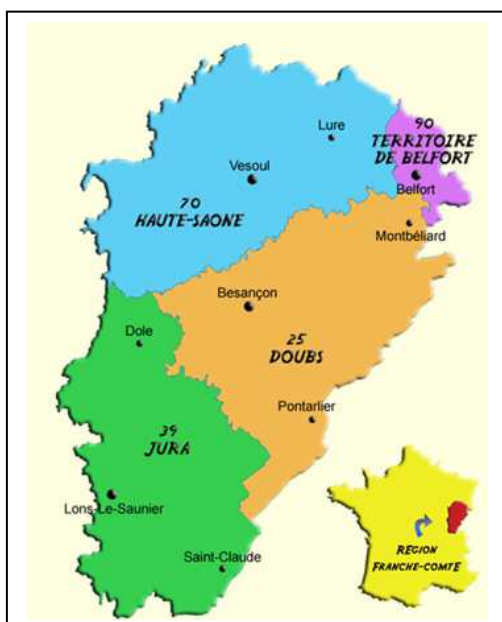 90
TERRITOIRE
DE BELFORT
Lure
Vesoul
Belfort
70
HAUTE-SAONE
Montbéliard
Besançon
Dole
25
DOUBS
Pontarlier
39
JURA
Lons-Le-Saunier
Saint-Claude
REGION
FRANCHE-COMTE